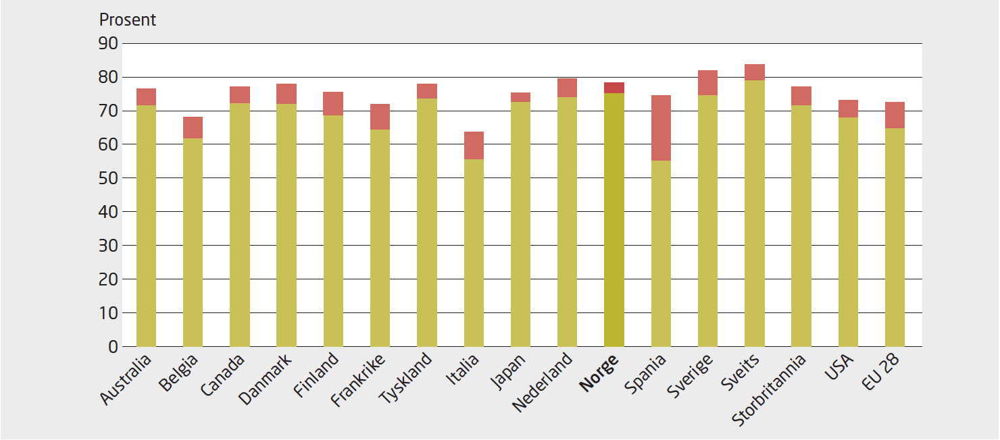 Prosent
90
80
70
60
50
40
30
20
10
0
Australia
Belgia
Canada
Danmark
Finland
Frankrike
Tyskland
Italia
Japan
Nederland
Norge
Spania
Sverige
Sveits
Storbritannia
USA
EU 28